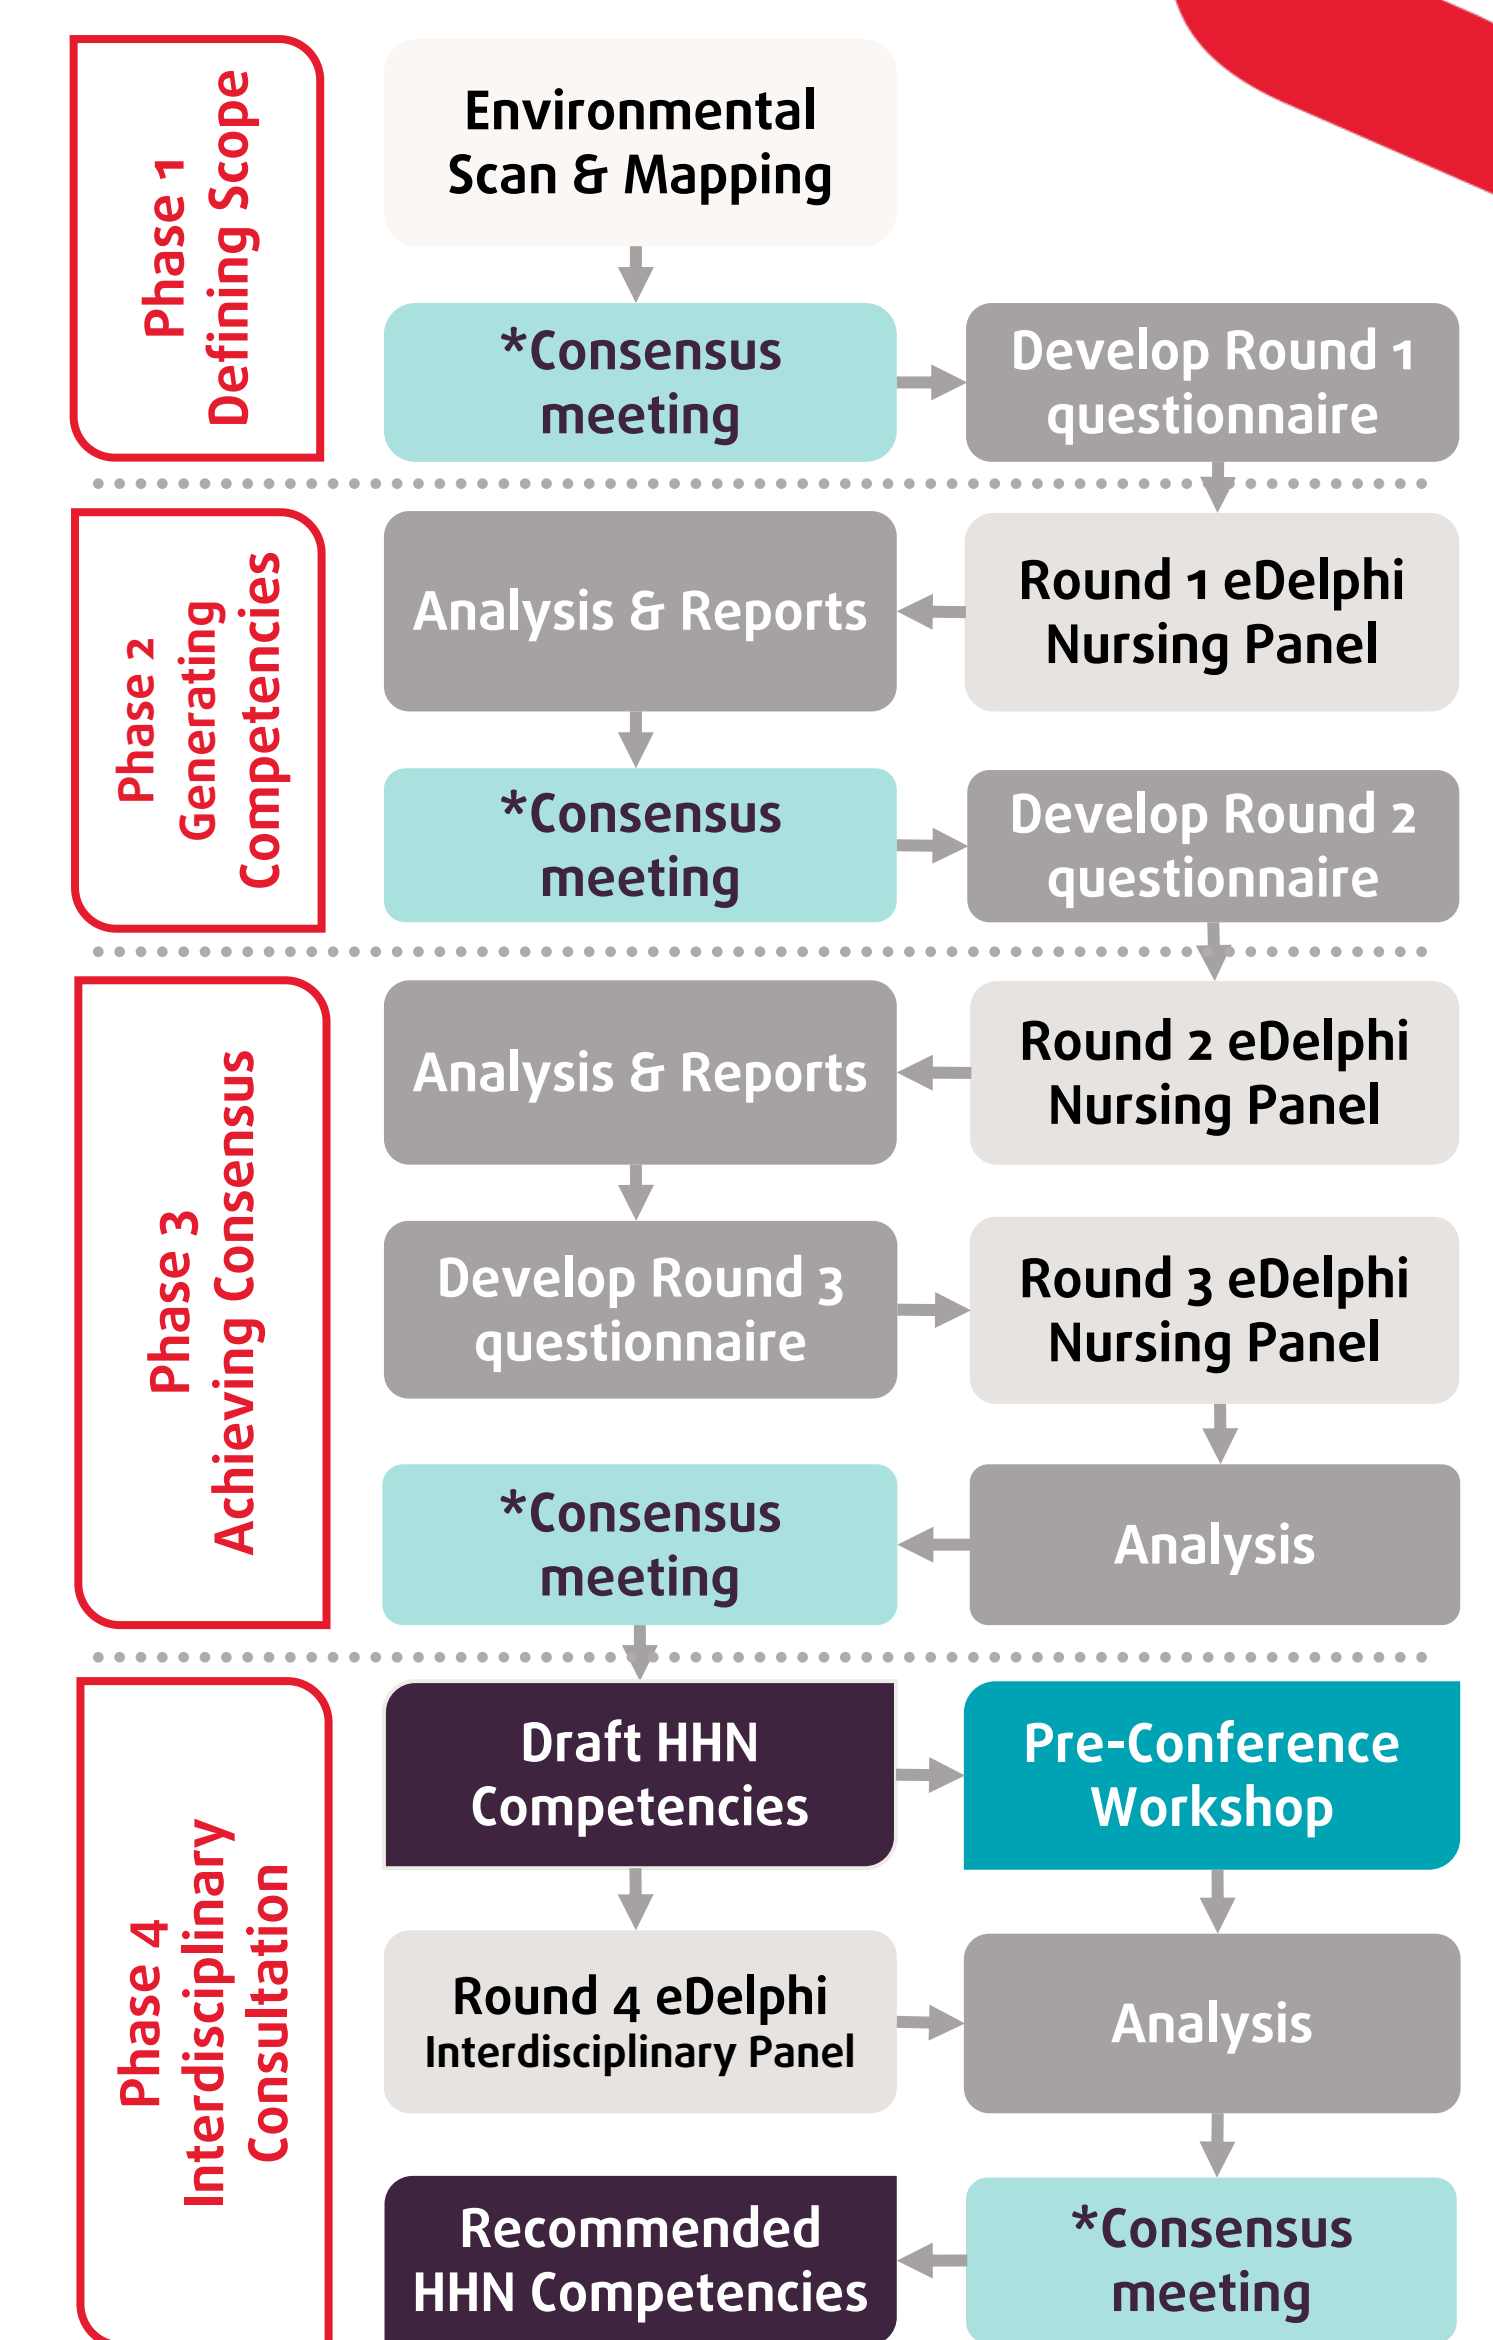 Phase 1
Defining Scope
Environmental
Scan & Mapping
*Consensus
meeting
Develop Round 1
questionnaire
Phase 2
Generating
Competencies
Round 1 eDelphi
Nursing Panel
Analysis & Reports
*Consensus
meeting
Develop Round 2
questionnaire
Phase 3
Achieving Consensus
Round 2 eDelphi
Nursing Panel
Analysis & Reports
Develop Round 3
questionnaire
Round 3 eDelphi
Nursing Panel
Analysis
*Consensus
meeting
Phase 4
Interdisciplinary
Consultation
Draft HHN
Competencies
Pre-Conference
Workshop
Round 4 eDelphi
Interdisciplinary Panel
Analysis
*Consensus
meeting
Recommended
HHN Competencies